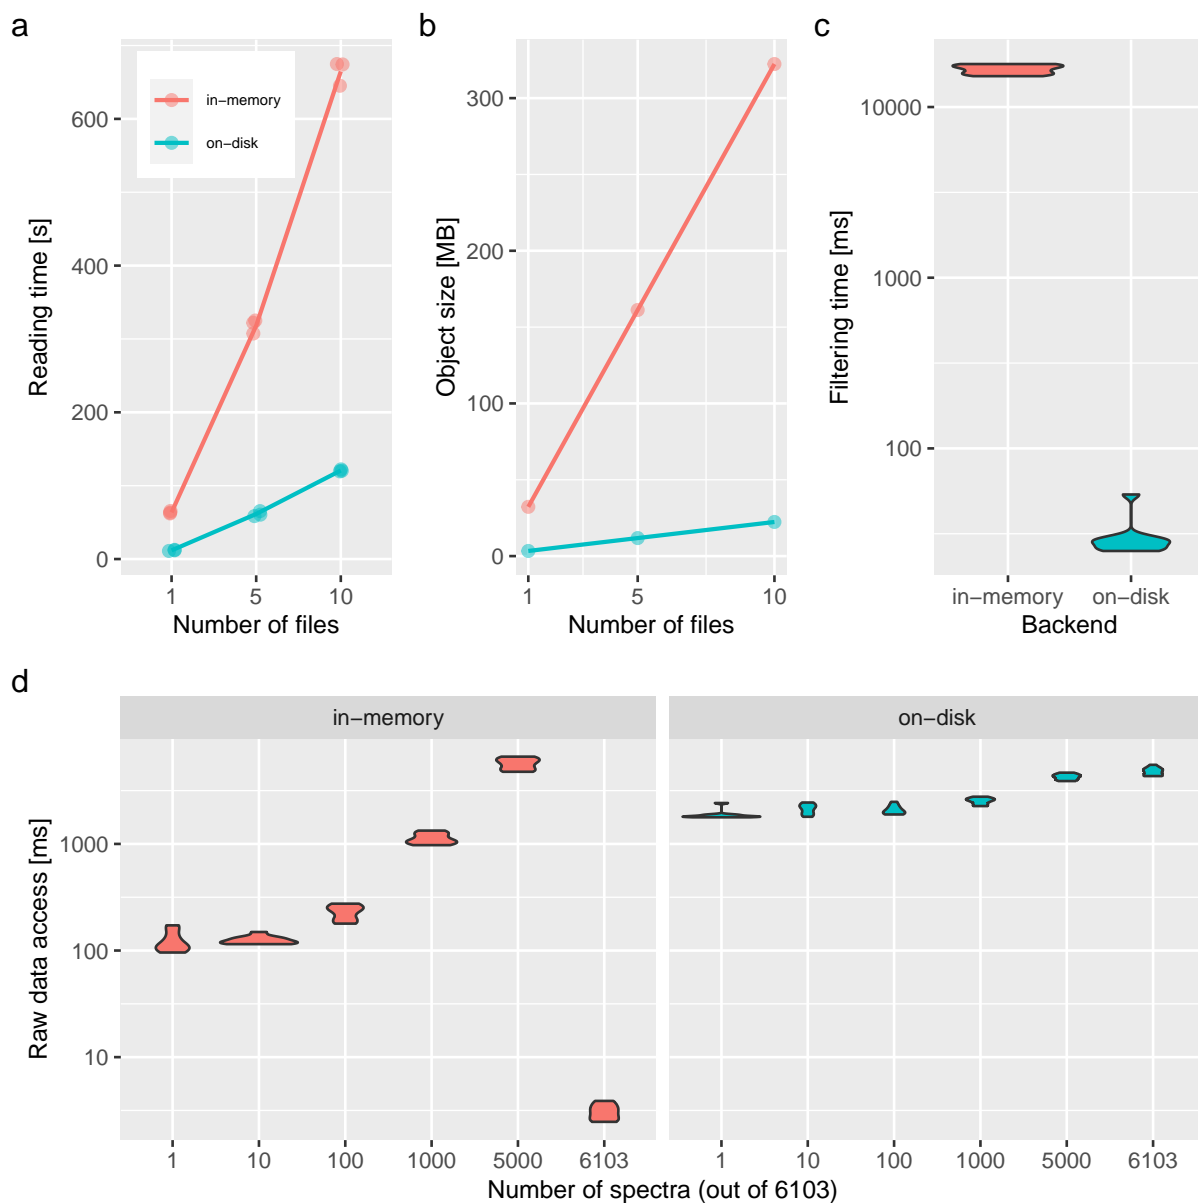 a
b
c
in−memory
on−disk
600
400
200
0
Reading time [s]
1 5 10
Number of files
300
200
100
0
Object size [MB]
1 5 10
Number of files
10000
1000
100
Filtering time [ms]
in−memory on−disk
Backend
d
in−memory
on−disk
1000
100
10
Raw data access [ms]
1 10 100 1000 5000 6103
1 10 100 1000 5000 6103
Number of spectra (out of 6103)